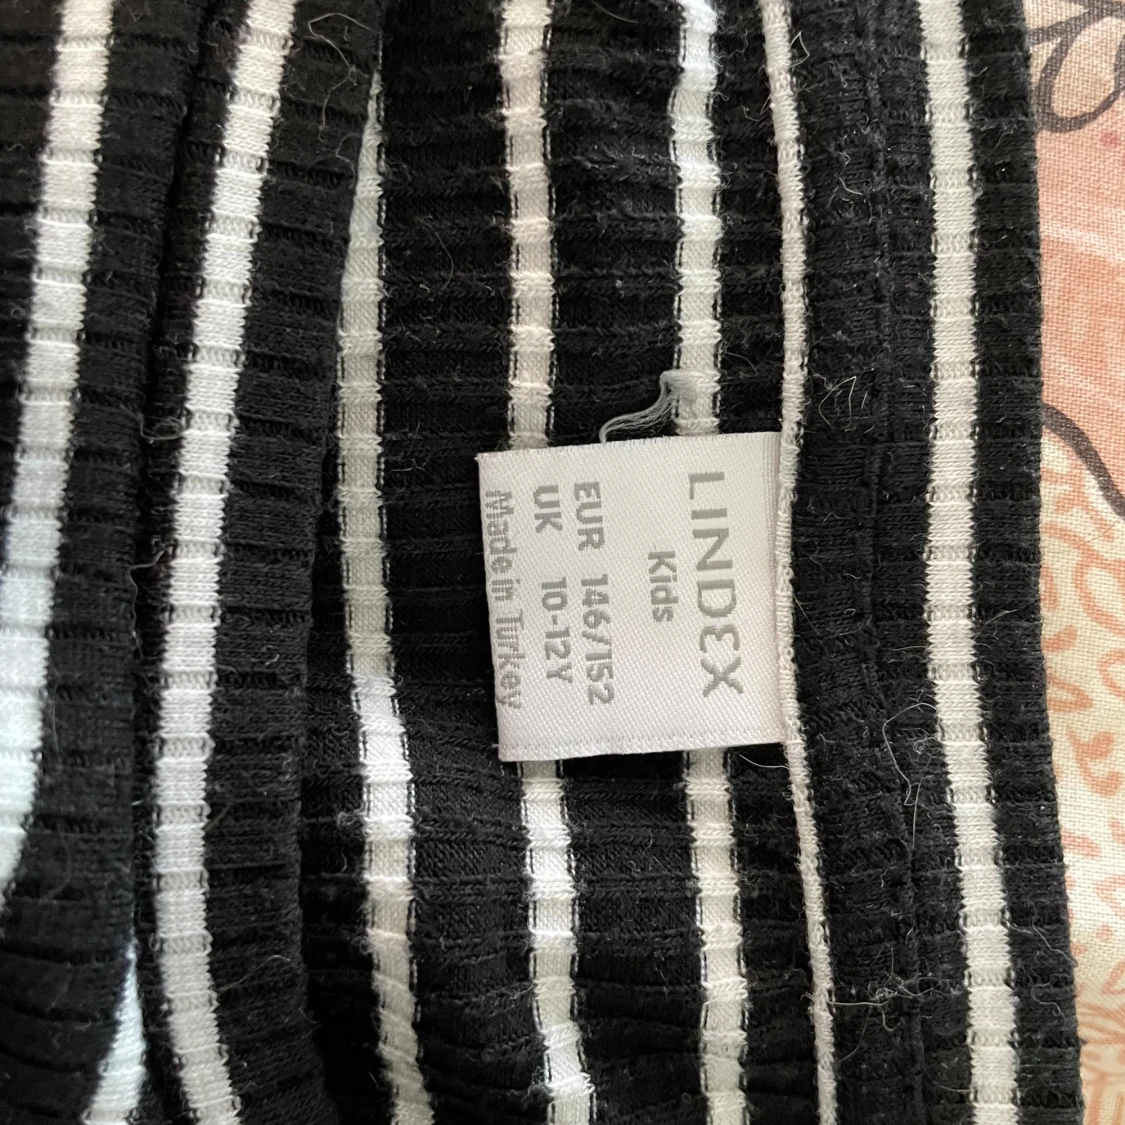 LINDEX
Kids
EUR 146/152
UK 10-12Y
Made in Turkey